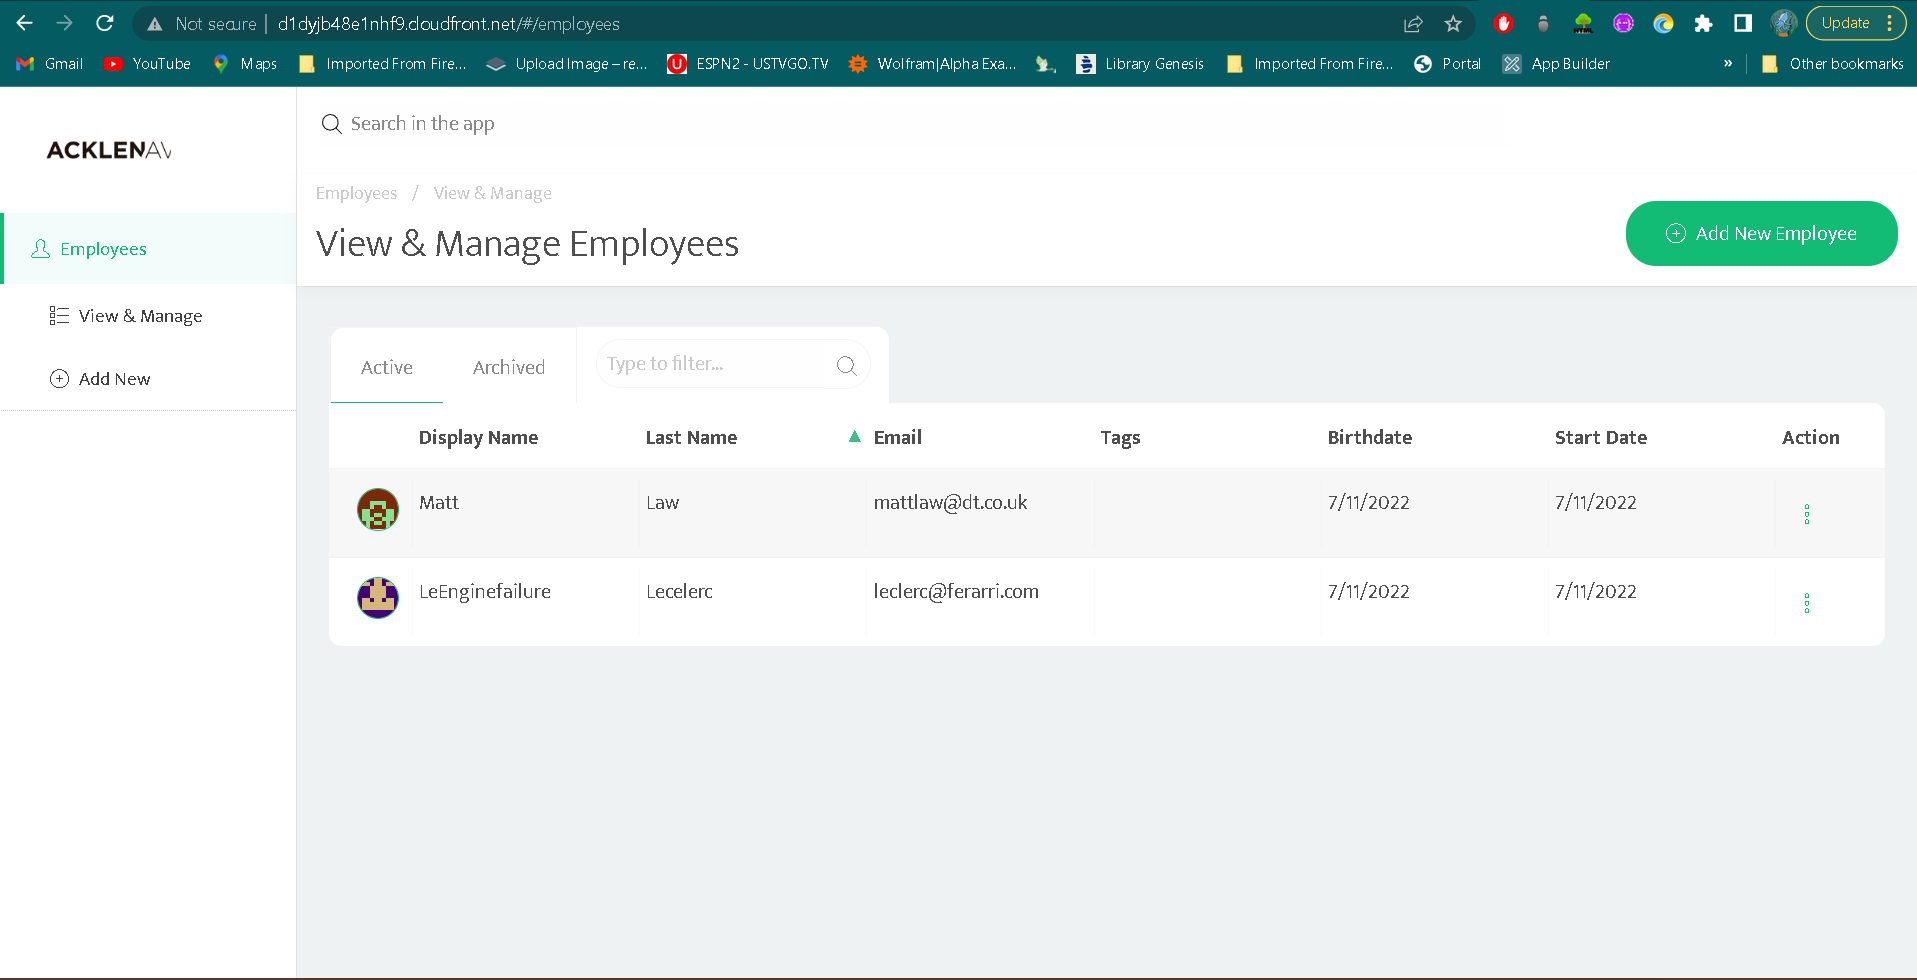 Not secure | d1dyjb48e1nhf9.cloudfront.net/#/employees
Update
Gmail YouTube Maps Imported From Fire... Upload Image – re... ESPN2 - USTVGO.TV Wolfram|Alpha Exa... Library Genesis Imported From Fire... Portal App Builder » Other bookmarks
ACKLENAV
Search in the app
Employees / View & Manage
View & Manage Employees
Add New Employee
Employees
View & Manage
Add New
Active Archived Type to filter...
Display Name Last Name Email Tags Birthdate Start Date Action
Matt Law mattlaw@dt.co.uk 7/11/2022 7/11/2022
LeEnginefailure Lecelerc leclerc@ferarri.com 7/11/2022 7/11/2022